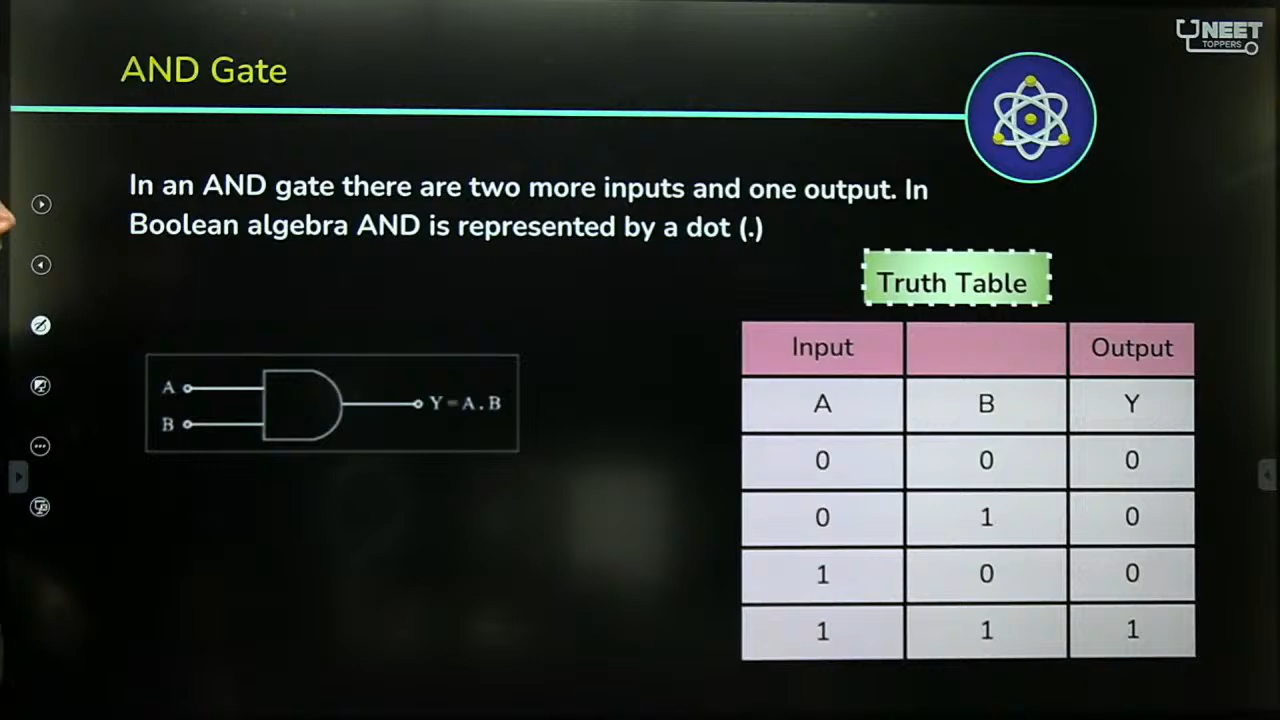 NEET
TOPPERS
AND Gate
In an AND gate there are two more inputs and one output. In
Boolean algebra AND is represented by a dot (.)
Truth Table
Input Output
A B Y
0 0 0
0 1 0
1 0 0
1 1 1
A
B
Y=A.B